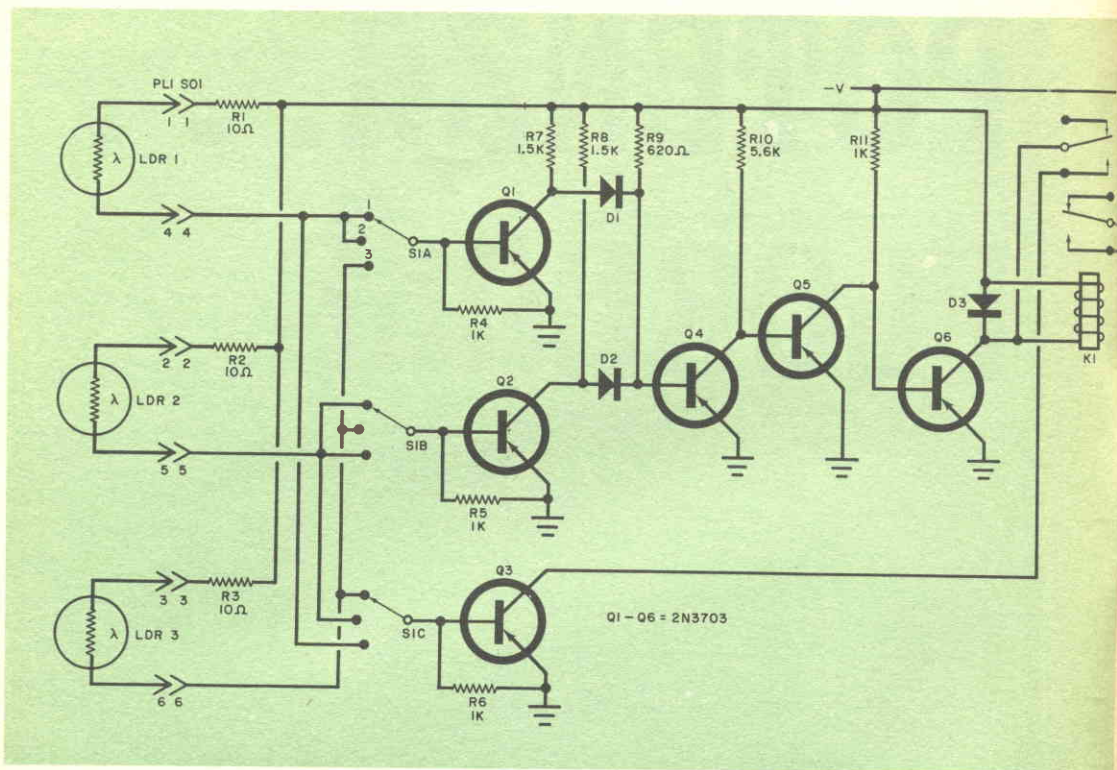 PL1 SO1
1 1
R1
10Ω
λ LDR 1
4 4
1
2
3
S1A
Q1
R4
1K
R7
1.5K
R8
1.5K
R9
620Ω
D1
-V
R10
5.6K
R11
1K
2 2
R2
10Ω
λ LDR 2
5 5
S1B
Q2
R5
1K
D2
Q4
Q5
Q6
D3
K1
3 3
R3
10Ω
λ LDR 3
6 6
S1C
Q3
R6
1K
Q1-Q6 = 2N3703